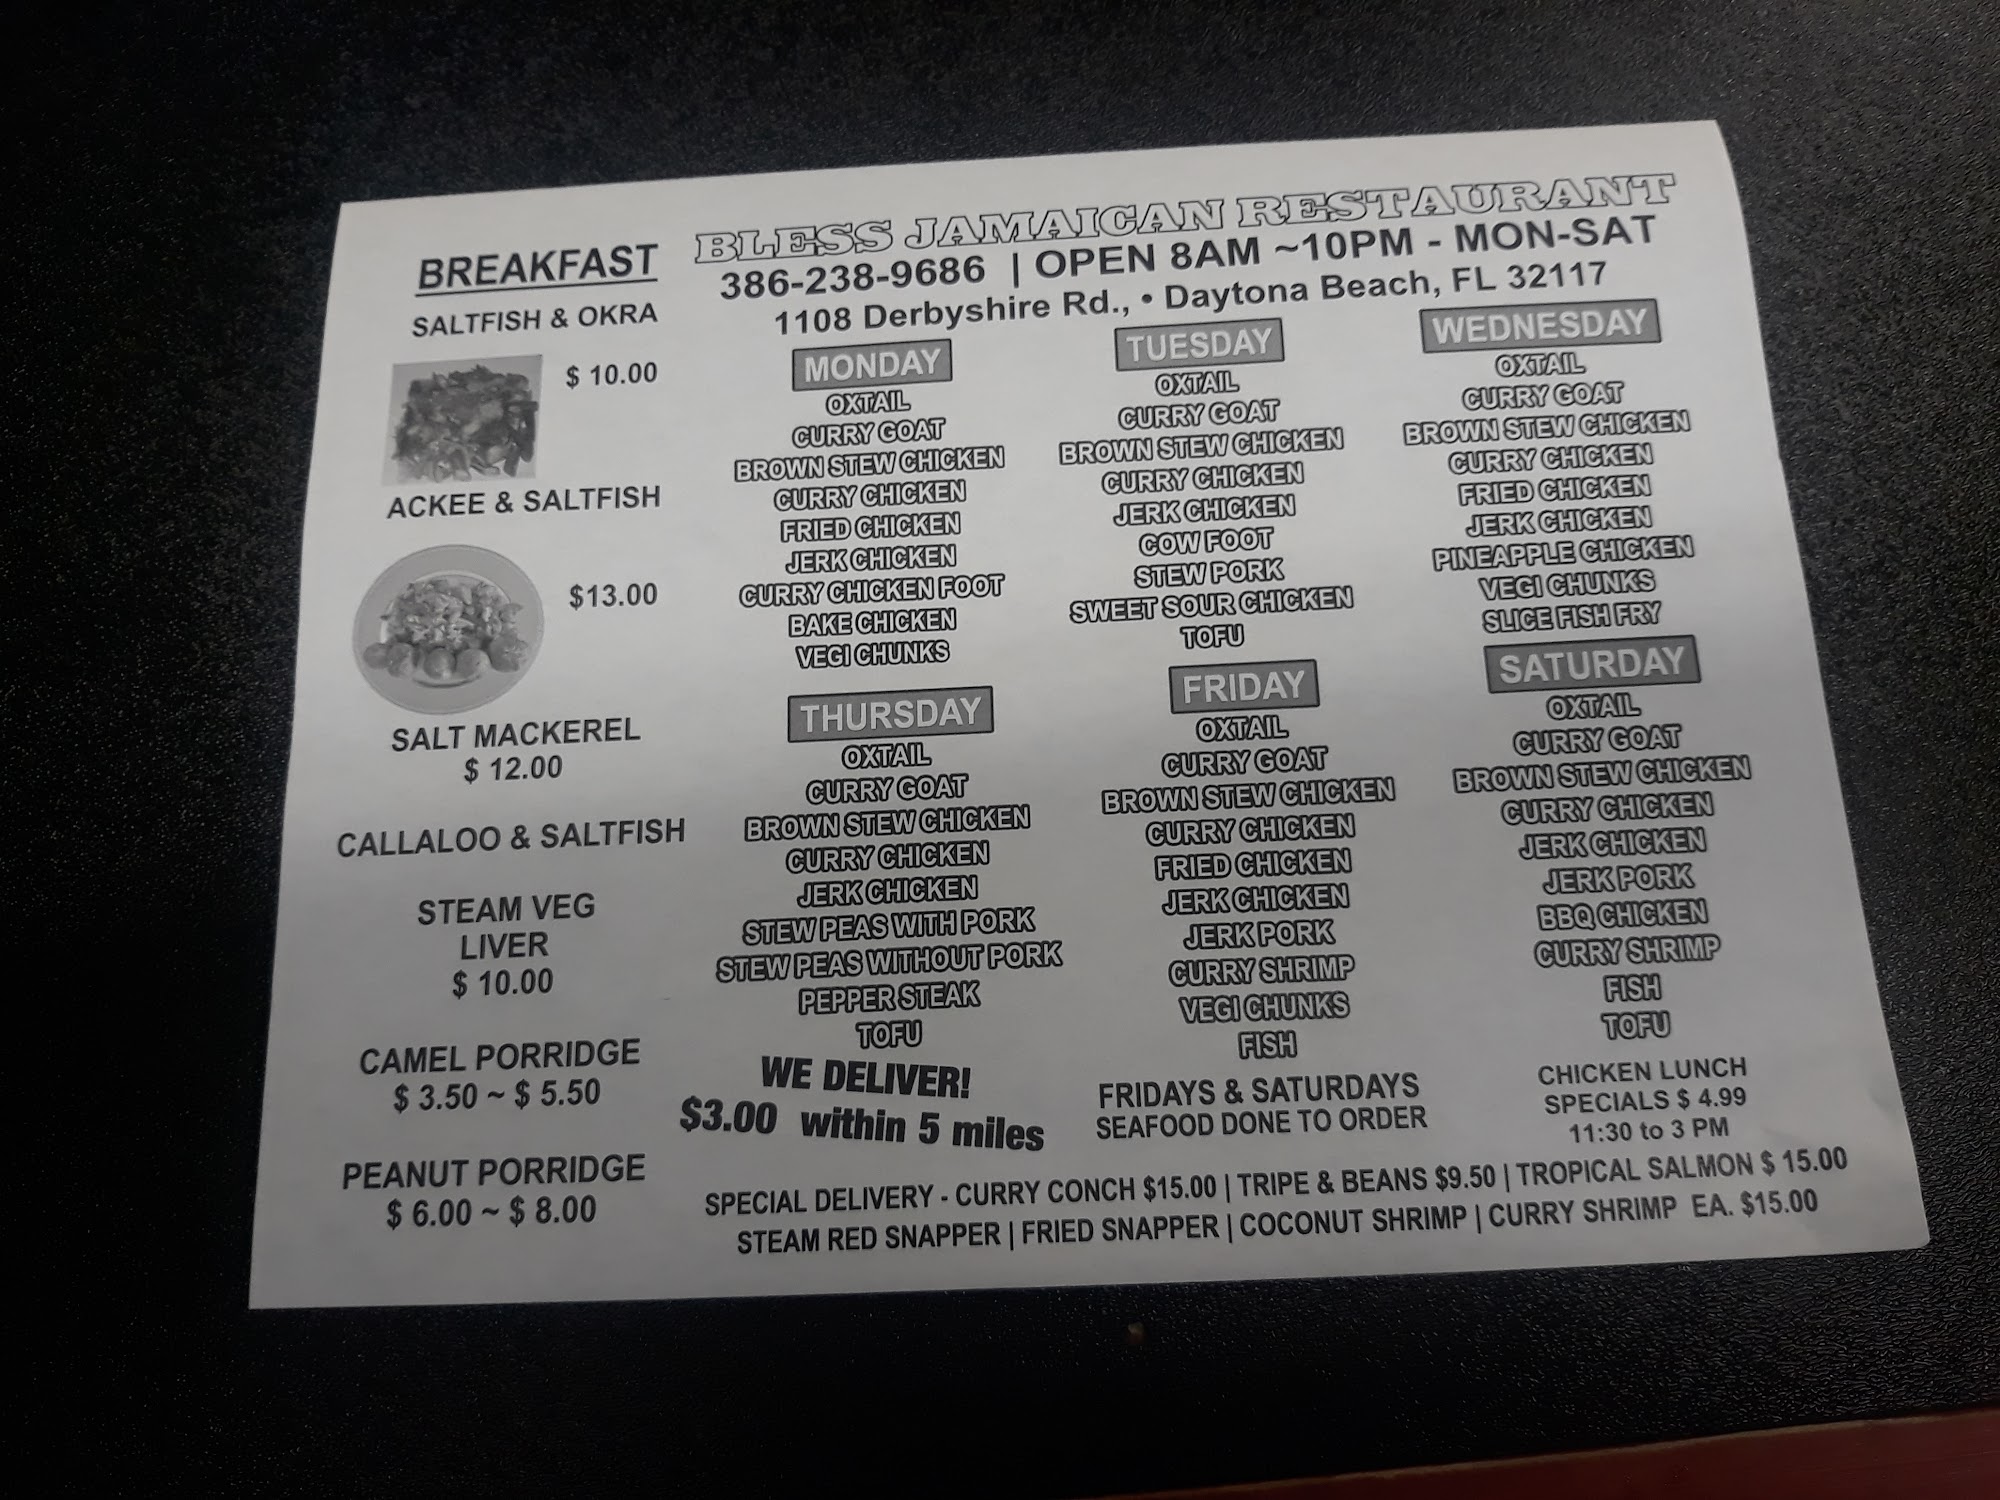 BREAKFAST
SALTFISH & OKRA
$ 10.00
ACKEE & SALTFISH
$13.00
SALT MACKEREL
$ 12.00
CALLALOO & SALTFISH
STEAM VEG
LIVER
$ 10.00
CAMEL PORRIDGE
$ 3.50 ~ $ 5.50
PEANUT PORRIDGE
$ 6.00 ~ $ 8.00
BLESS JAMAICAN RESTAURANT
386-238-9686 | OPEN 8AM ~10PM - MON-SAT
1108 Derbyshire Rd., • Daytona Beach, FL 32117
MONDAY
OXTAIL
CURRY GOAT
BROWN STEW CHICKEN
CURRY CHICKEN
FRIED CHICKEN
JERK CHICKEN
CURRY CHICKEN FOOT
BAKE CHICKEN
VEGI CHUNKS
TUESDAY
OXTAIL
CURRY GOAT
BROWN STEW CHICKEN
CURRY CHICKEN
JERK CHICKEN
COW FOOT
STEW PORK
SWEET SOUR CHICKEN
TOFU
WEDNESDAY
OXTAIL
CURRY GOAT
BROWN STEW CHICKEN
CURRY CHICKEN
FRIED CHICKEN
JERK CHICKEN
PINEAPPLE CHICKEN
VEGI CHUNKS
SLICE FISH FRY
THURSDAY
OXTAIL
CURRY GOAT
BROWN STEW CHICKEN
CURRY CHICKEN
JERK CHICKEN
STEW PEAS WITH PORK
STEW PEAS WITHOUT PORK
PEPPER STEAK
TOFU
FRIDAY
OXTAIL
CURRY GOAT
BROWN STEW CHICKEN
CURRY CHICKEN
FRIED CHICKEN
JERK CHICKEN
JERK PORK
CURRY SHRIMP
VEGI CHUNKS
FISH
SATURDAY
OXTAIL
CURRY GOAT
BROWN STEW CHICKEN
CURRY CHICKEN
JERK CHICKEN
JERK PORK
BBQ CHICKEN
CURRY SHRIMP
FISH
TOFU
WE DELIVER!
$3.00 within 5 miles
FRIDAYS & SATURDAYS
SEAFOOD DONE TO ORDER
CHICKEN LUNCH
SPECIALS $ 4.99
11:30 to 3 PM
SPECIAL DELIVERY - CURRY CONCH $15.00 | TRIPE & BEANS $9.50 | TROPICAL SALMON $ 15.00
STEAM RED SNAPPER | FRIED SNAPPER | COCONUT SHRIMP | CURRY SHRIMP EA. $15.00